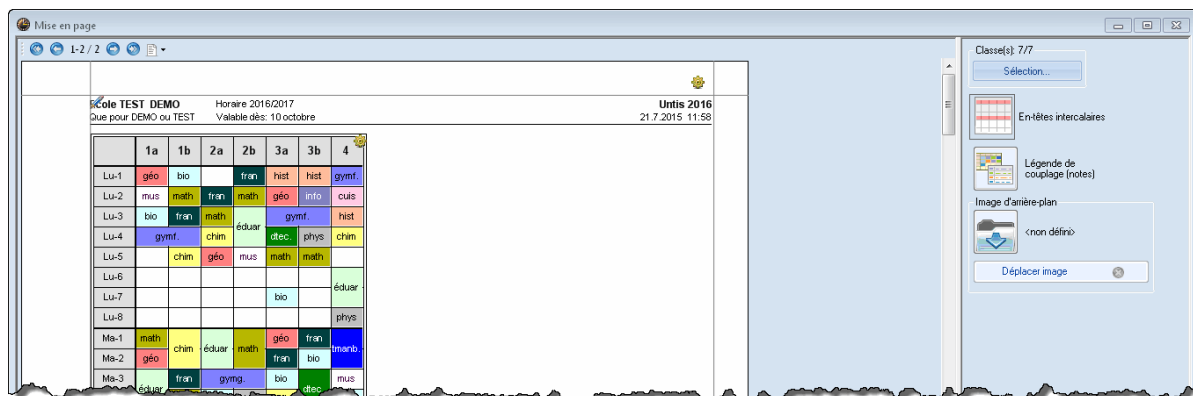 Mise en page
1-2 / 2
Classe(s): 7/7
Sélection...
École TEST DEMO Horaire 2016/2017 Untis 2016
Que pour DEMO ou TEST Valable dès: 10 octobre 21.7.2015 11:58
En-têtes intercalaires
1a 1b 2a 2b 3a 3b 4
Lu-1 géo bio fran hist hist gymf.
Légende de
couplage (notes)
Lu-2 mus math fran math géo info cuis
Image d'arrière-plan
Lu-3 bio fran math éduar gymf. hist
<non défini>
Lu-4 gymf. chim dtec. phys chim
Lu-5 chim géo mus math math
Déplacer image
Lu-6 éduar
Lu-7 bio
Lu-8 phys
Ma-1 math chim éduar math géo fran tmanb.
Ma-2 géo fran bio
Ma-3 éduar fran gymg. bio dtec mus